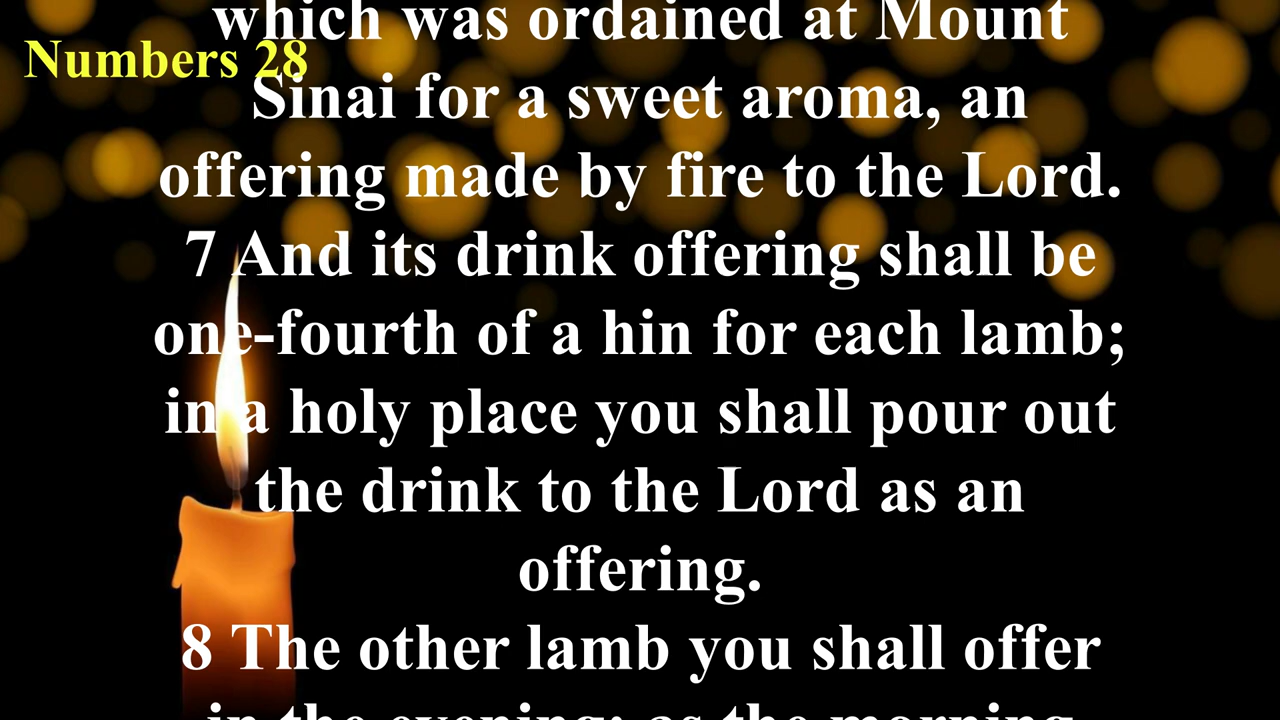 which was ordained at Mount
Numbers 28
Sinai for a sweet aroma, an
offering made by fire to the Lord.
7 And its drink offering shall be
one-fourth of a hin for each lamb;
in a holy place you shall pour out
the drink to the Lord as an
offering.
8 The other lamb you shall offer
in the evening; as the morning